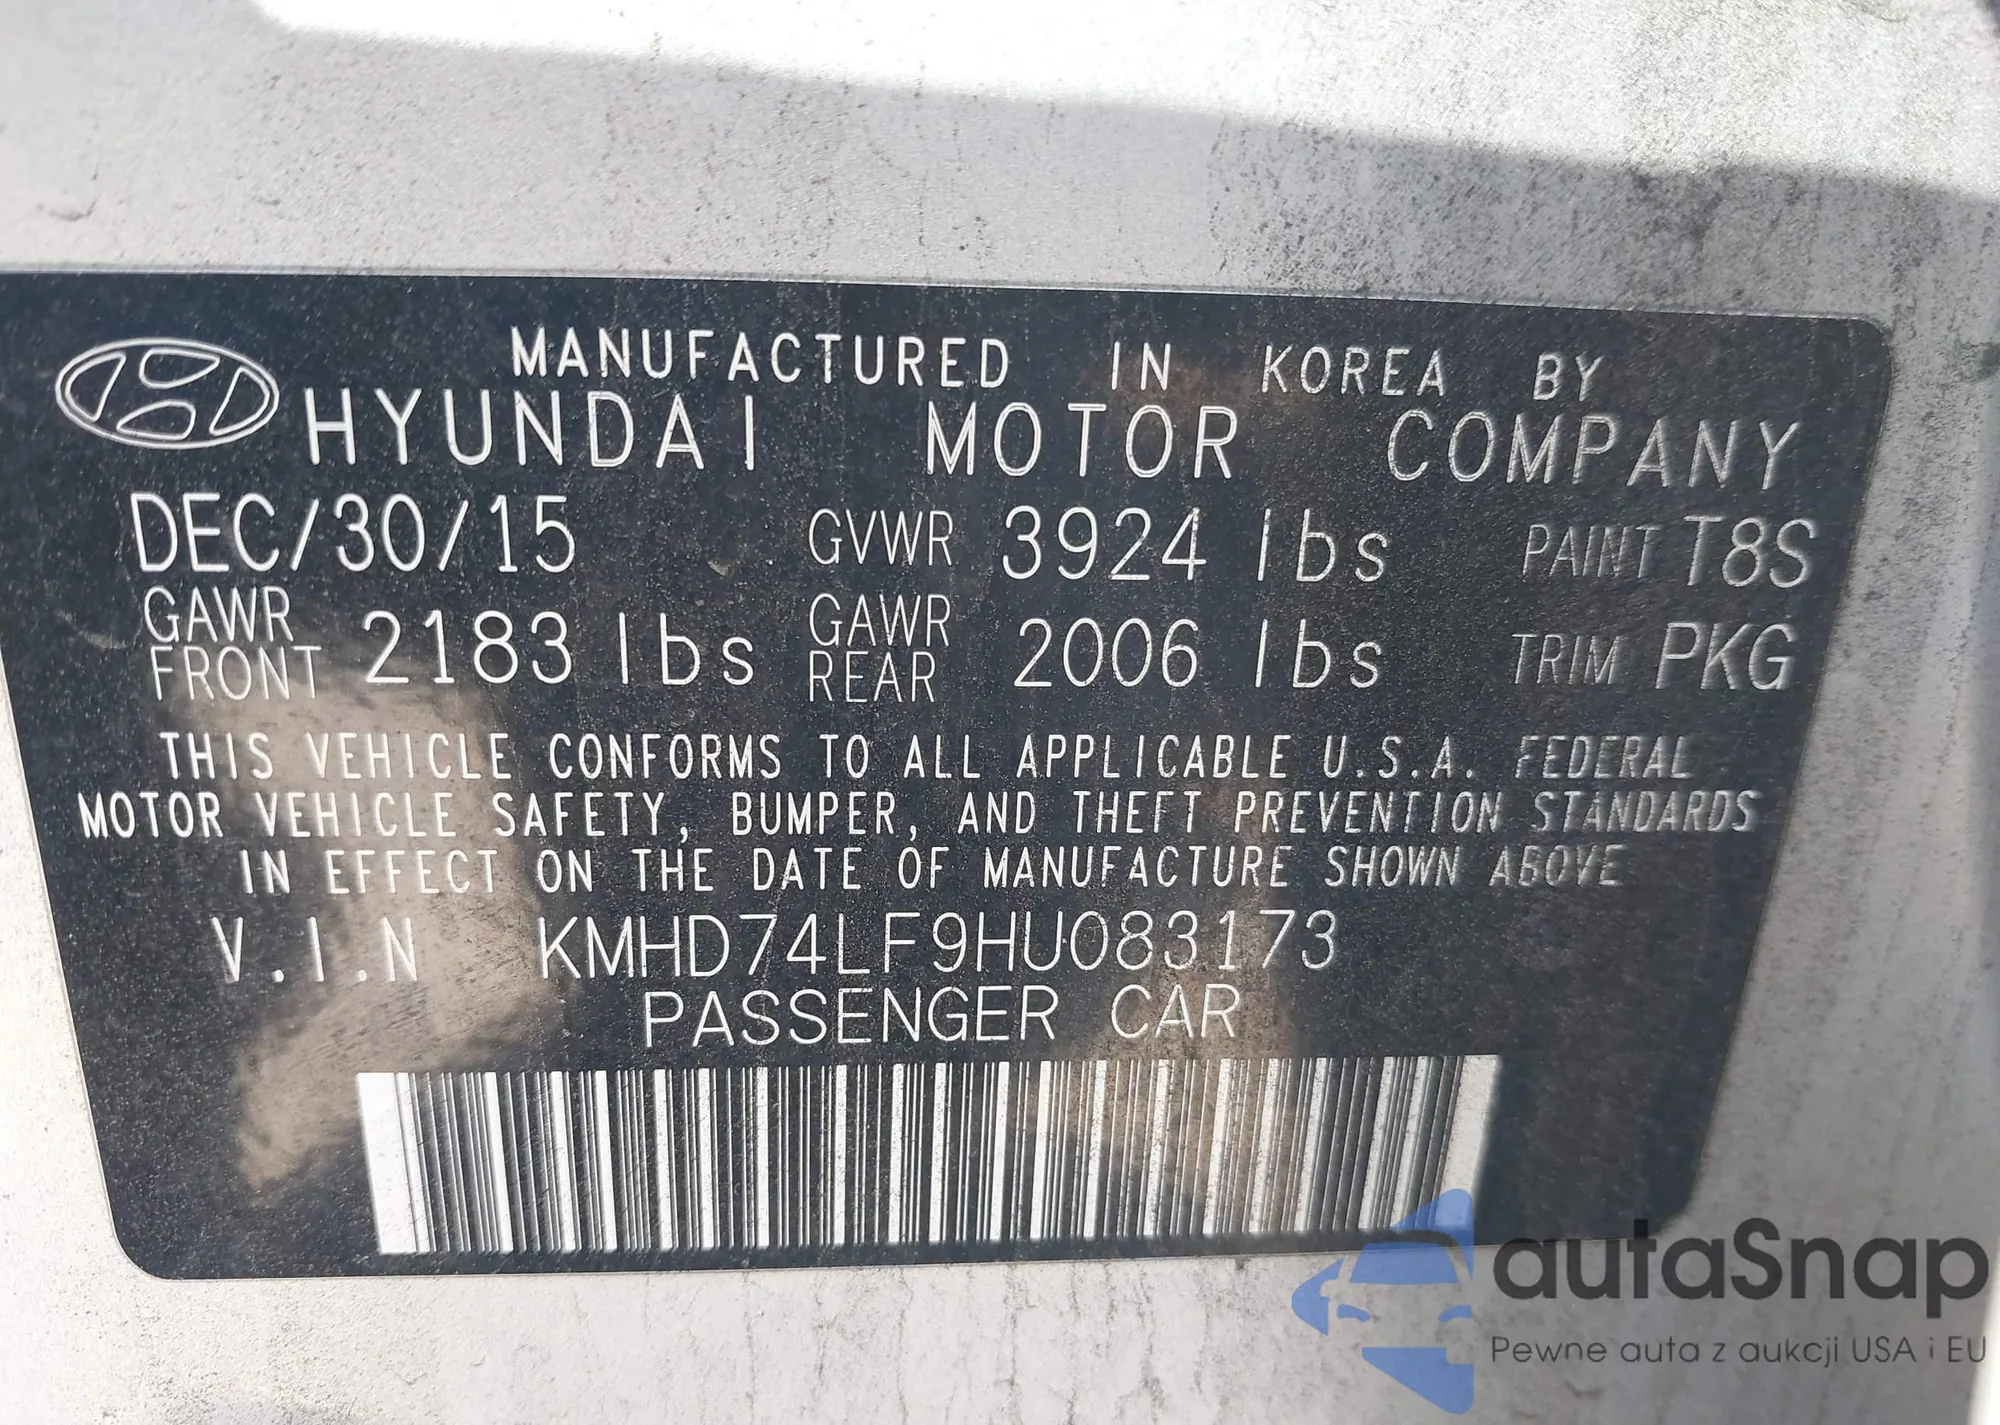 MANUFACTURED IN KOREA BY
HYUNDAI MOTOR COMPANY
DEC/30/15 GVWR 3924 lbs PAINT T8S
GAWR FRONT 2183 lbs GAWR REAR 2006 lbs TRIM PKG
THIS VEHICLE CONFORMS TO ALL APPLICABLE U.S.A. FEDERAL
MOTOR VEHICLE SAFETY, BUMPER, AND THEFT PREVENTION STANDARDS
IN EFFECT ON THE DATE OF MANUFACTURE SHOWN ABOVE
V.I.N KMHD74LF9HU083173
PASSENGER CAR
autaSnap
Pewne auta z aukcji USA i EU